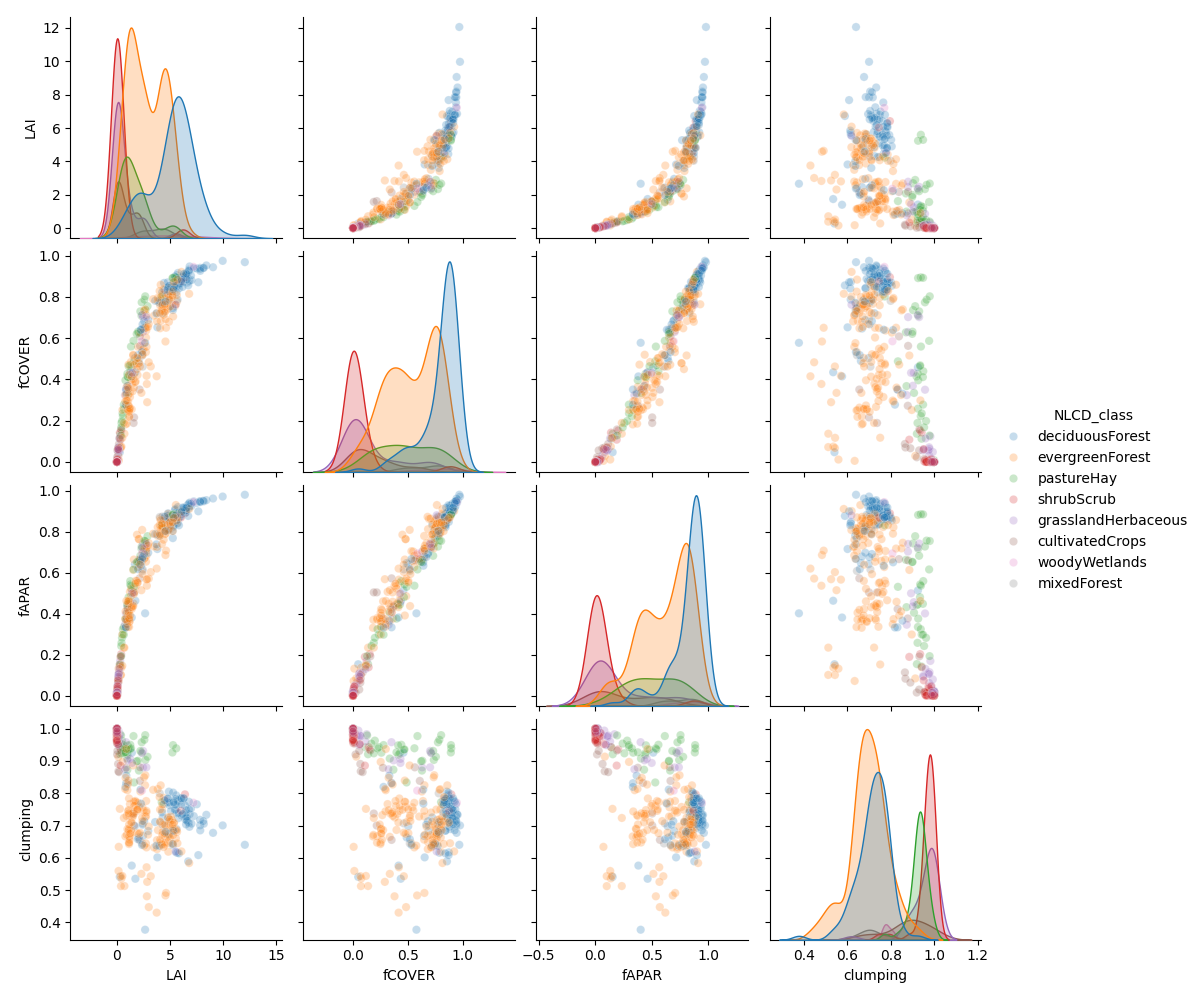 12
10
8
6
4
2
0
LAI
1.0
0.8
0.6
0.4
0.2
0.0
fCOVER
1.0
0.8
0.6
0.4
0.2
0.0
fAPAR
1.0
0.9
0.8
0.7
0.6
0.5
0.4
clumping
0 5 10 15
LAI
0.0 0.5 1.0
fCOVER
−0.5 0.0 0.5 1.0
fAPAR
0.4 0.6 0.8 1.0 1.2
clumping
NLCD_class
deciduousForest
evergreenForest
pastureHay
shrubScrub
grasslandHerbaceous
cultivatedCrops
woodyWetlands
mixedForest